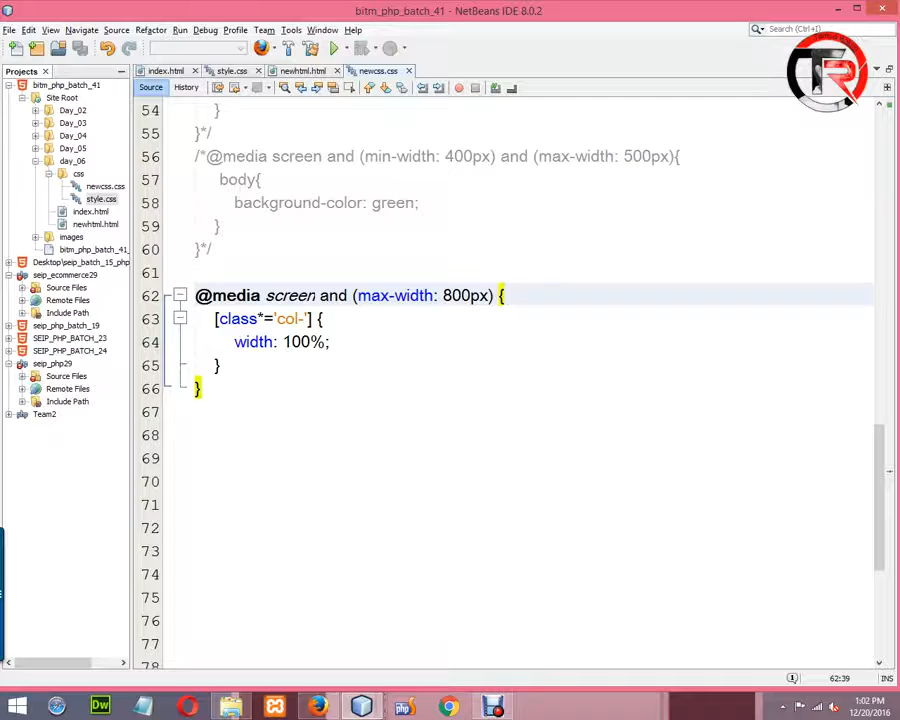 bitm_php_batch_41 - NetBeans IDE 8.0.2
File Edit View Navigate Source Refactor Run Debug Profile Team Tools Window Help
Search (Ctrl+I)
Projects
index.html style.css newhtml.html newcss.css
Source History
TR
bitm_php_batch_41
Site Root
Day_02
Day_03
Day_04
Day_05
day_06
css
newcss.css
style.css
index.html
newhtml.html
images
bitm_php_batch_41_
Desktop\seip_batch_15_php
seip_ecommerce29
Source Files
Remote Files
Include Path
seip_php_batch_19
SEIP_PHP_BATCH_23
SEIP_PHP_BATCH_24
seip_php29
Source Files
Remote Files
Include Path
Team2
54 }
55 }*/
56 /*@media screen and (min-width: 400px) and (max-width: 500px){
57 body{
58 background-color: green;
59 }
60 }*/
61
62 @media screen and (max-width: 800px) {
63 [class*='col-'] {
64 width: 100%;
65 }
66 }
67
68
69
70
71
72
73
74
75
76
77
78
62:39 INS
Dw
php
1:02 PM
12/20/2016